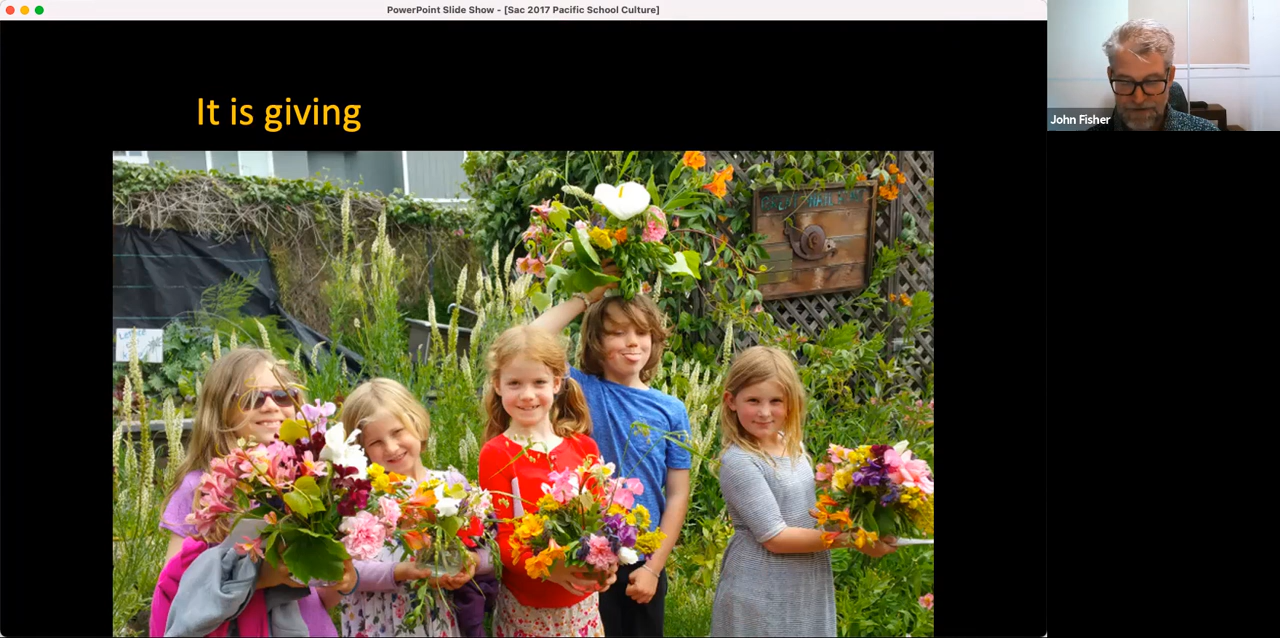 PowerPoint Slide Show - [Sac 2017 Pacific School Culture]
It is giving
John Fisher